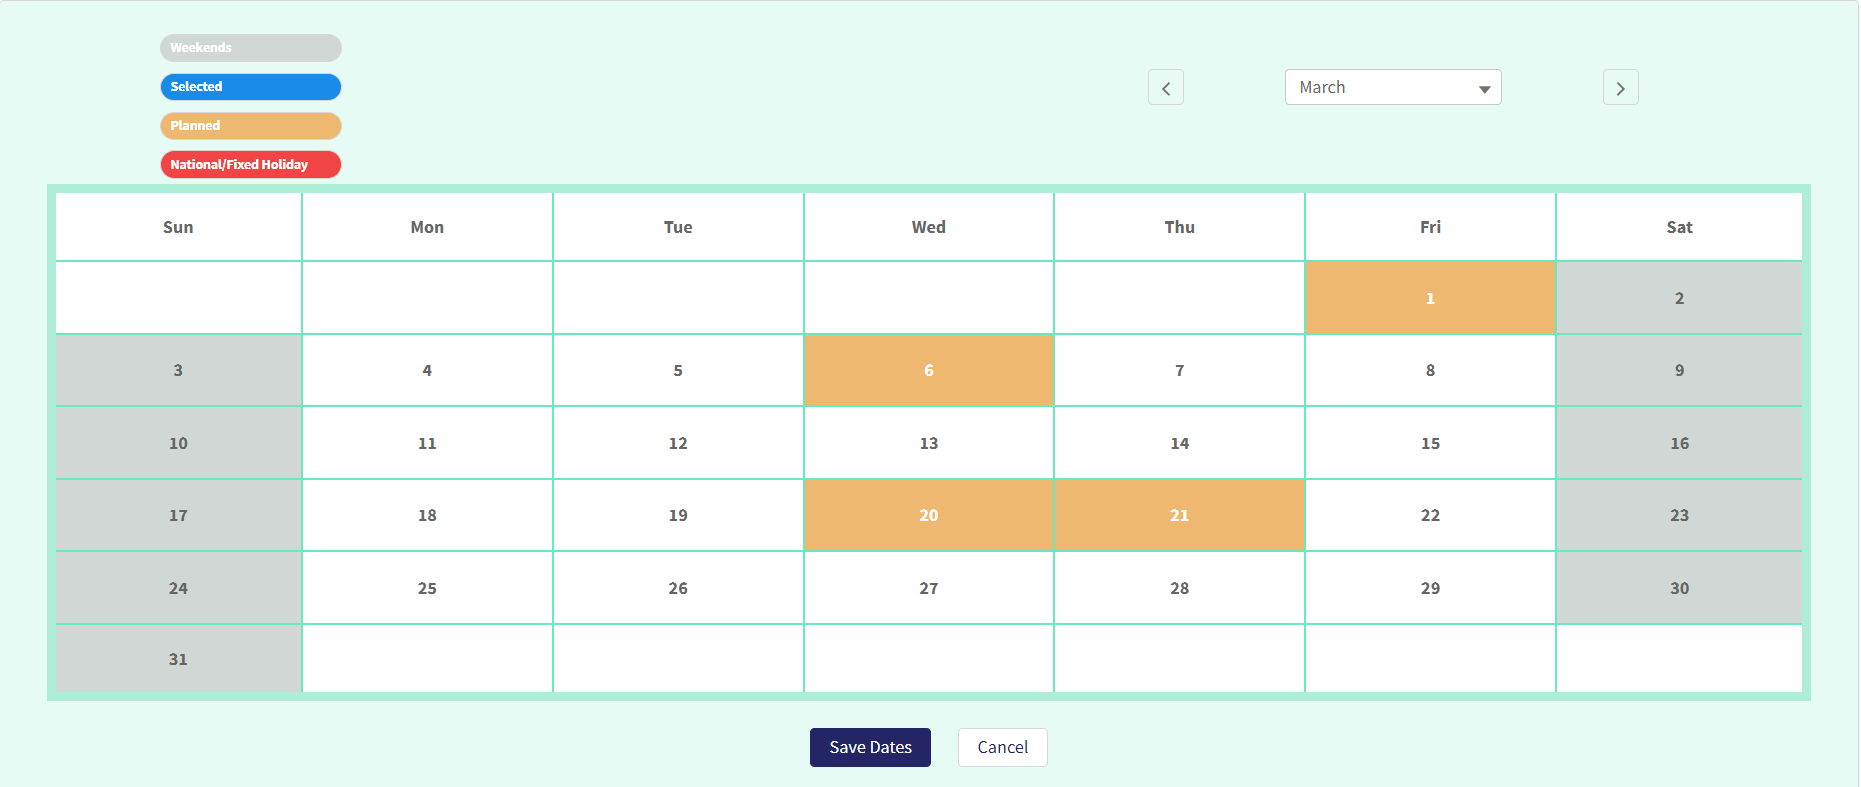 Weekends
Selected
Planned
National/Fixed Holiday
March
Sun Mon Tue Wed Thu Fri Sat
1 2
3 4 5 6 7 8 9
10 11 12 13 14 15 16
17 18 19 20 21 22 23
24 25 26 27 28 29 30
31
Save Dates Cancel